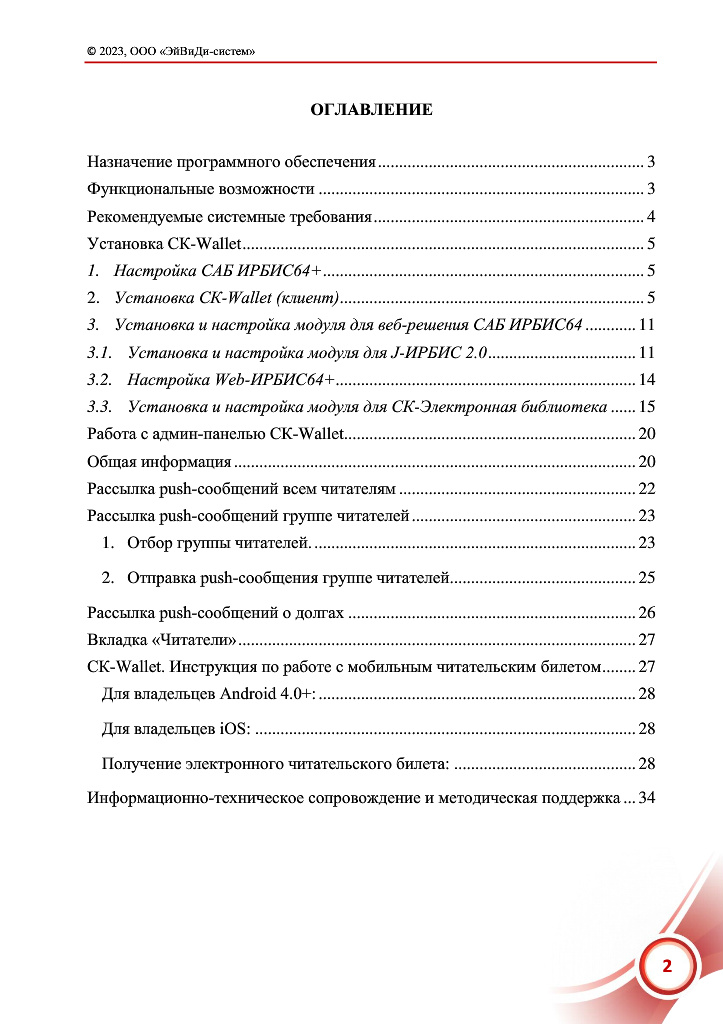 © 2023, ООО «ЭйВиДи-систем»
ОГЛАВЛЕНИЕ
Назначение программного обеспечения ................................................................ 3
Функциональные возможности .............................................................................. 3
Рекомендуемые системные требования ................................................................. 4
Установка СК-Wallet ................................................................................................ 5
1. Настройка САБ ИРБИС64+ ............................................................................ 5
2. Установка СК-Wallet (клиент) ........................................................................ 5
3. Установка и настройка модуля для веб-решения САБ ИРБИС64 ............ 11
3.1. Установка и настройка модуля для J-ИРБИС 2.0 ................................... 11
3.2. Настройка Web-ИРБИС64+ ........................................................................ 14
3.3. Установка и настройка модуля для СК-Электронная библиотека ...... 15
Работа с админ-панелью СК-Wallet...................................................................... 20
Общая информация ................................................................................................ 20
Рассылка push-сообщений всем читателям ......................................................... 22
Рассылка push-сообщений группе читателей ...................................................... 23
1. Отбор группы читателей. ............................................................................. 23
2. Отправка push-сообщения группе читателей............................................. 25
Рассылка push-сообщений о долгах ..................................................................... 26
Вкладка «Читатели» ............................................................................................... 27
СК-Wallet. Инструкция по работе с мобильным читательским билетом........ 27
Для владельцев Android 4.0+: ............................................................................ 28
Для владельцев iOS: ........................................................................................... 28
Получение электронного читательского билета: ........................................... 28
Информационно-техническое сопровождение и методическая поддержка ... 34
2